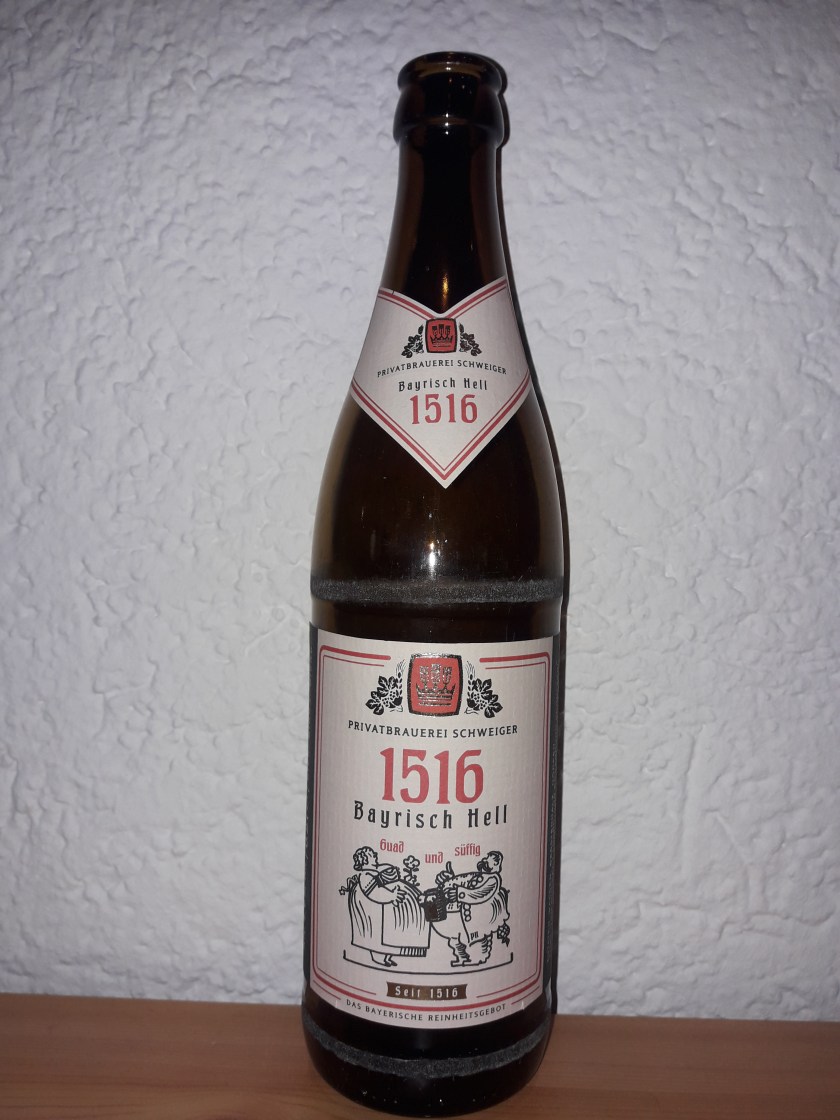 PRIVATBRAUEREI SCHWEIGER
Bayrisch Hell
1516
PRIVATBRAUEREI SCHWEIGER
1516
Bayrisch Hell
Guad und süffig
Seit 1516
DAS BAYERISCHE REINHEITSGEBOT